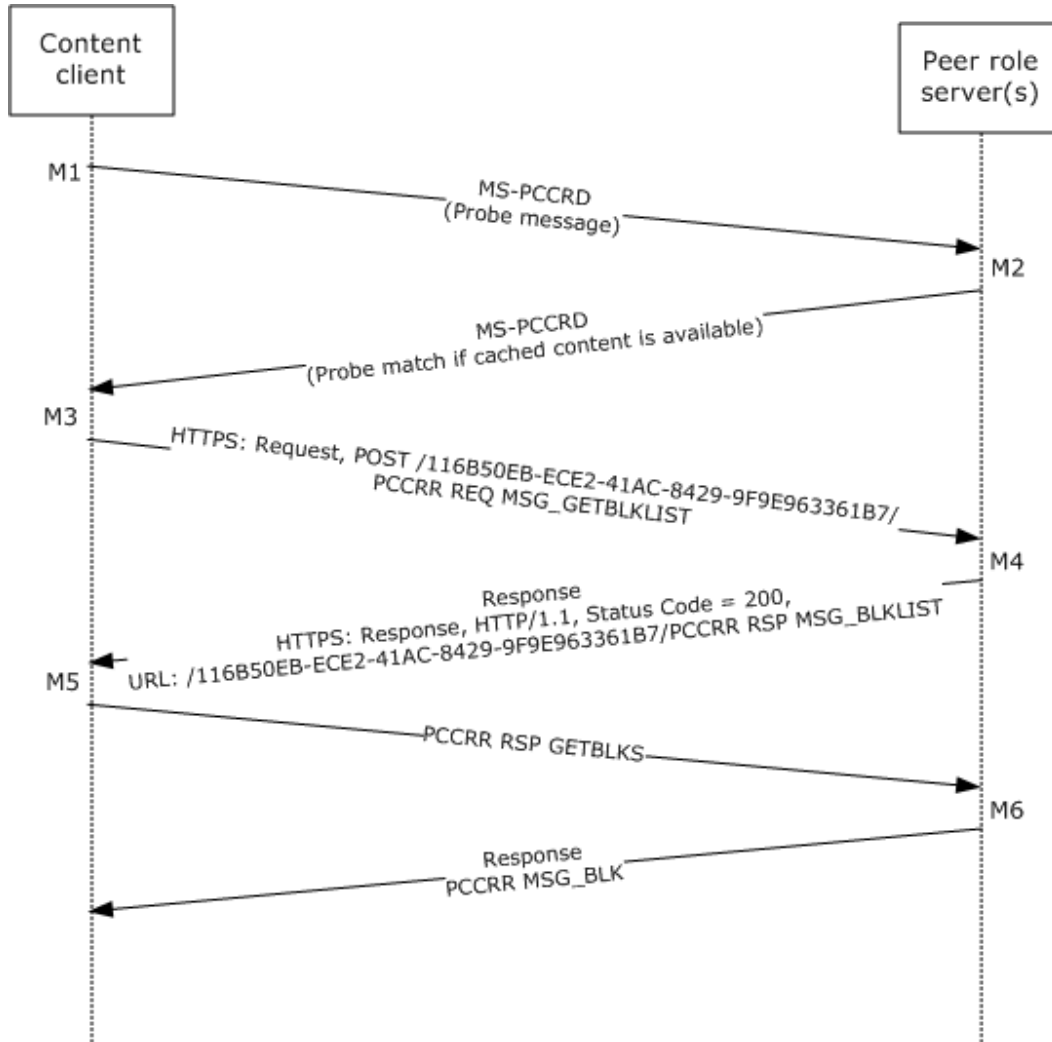 Content
client
Peer role
server(s)
M1
MS-PCCRD
(Probe message)
M2
MS-PCCRD
(Probe match if cached content is available)
M3
HTTPS: Request, POST /116B50EB-ECE2-41AC-8429-9F9E963361B7/
PCCRR REQ MSG_GETBLKLIST
M4
Response
HTTPS: Response, HTTP/1.1, Status Code = 200,
URL: /116B50EB-ECE2-41AC-8429-9F9E963361B7/PCCRR RSP MSG_BLKLIST
M5
PCCRR RSP GETBLKS
M6
Response
PCCRR MSG_BLK